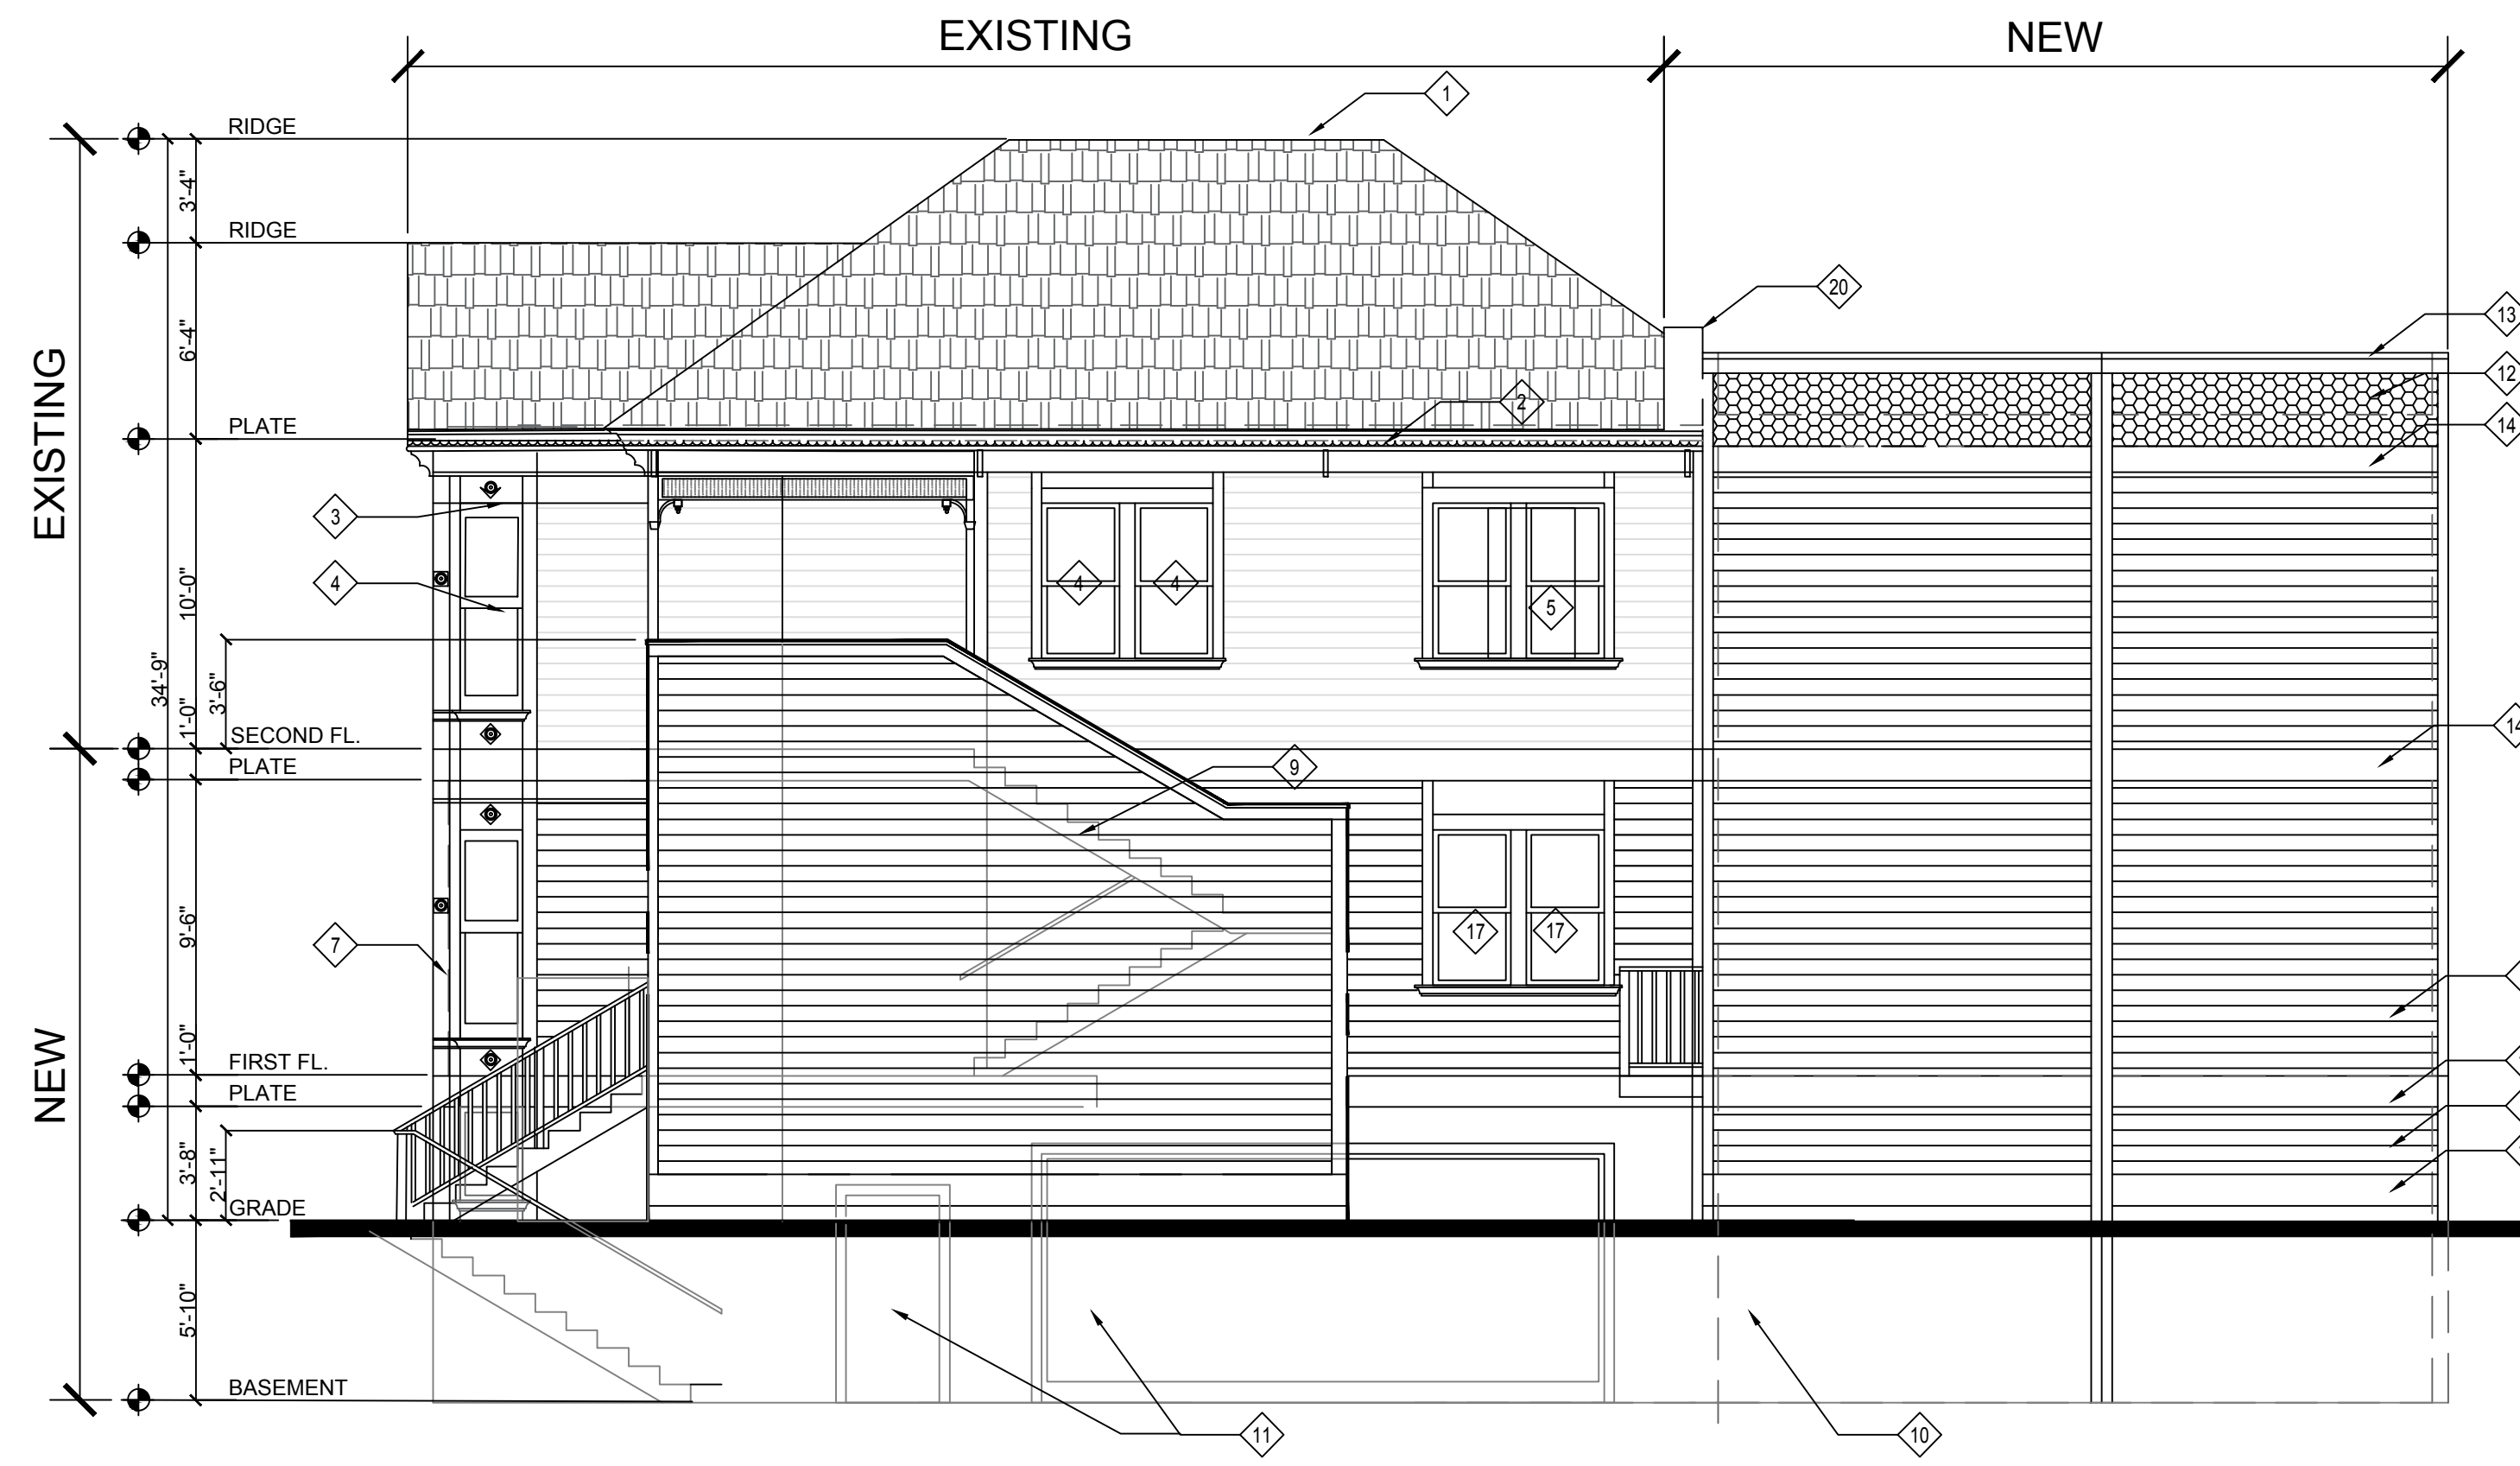 EXISTING
NEW
1
RIDGE
3'-4"
RIDGE
20
13
6'-4"
12
2
14
PLATE
EXISTING
3
4
4
4
5
10'-0"
34'-9"
3'-6"
1'-0"
SECOND FL.
14
PLATE
9
9'-6"
17
17
7
NEW
1'-0"
FIRST FL.
PLATE
3'-8"
2'-11"
GRADE
5'-10"
BASEMENT
11
10